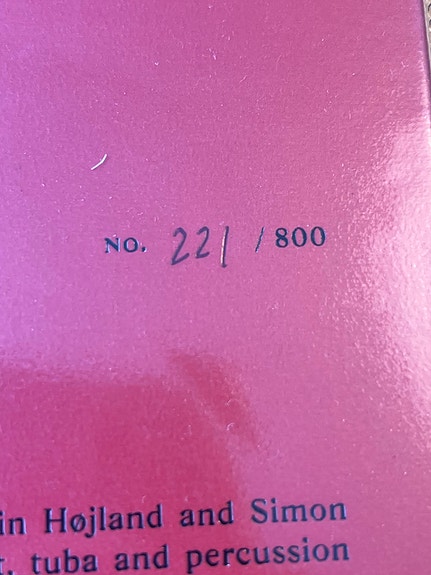 NO. 221 / 800
in Højland and Simon
t, tuba and percussion